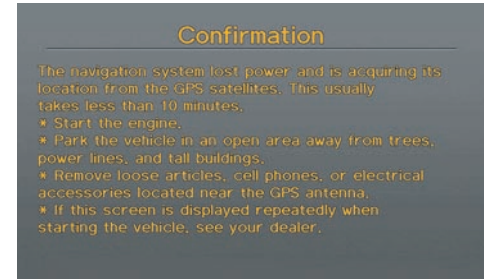 Confirmation
The navigation system lost power and is acquiring its
location from the GPS satellites. This usually
takes less than 10 minutes.
* Start the engine.
* Park the vehicle in an open area away from trees,
power lines, and tall buildings.
* Remove loose articles, cell phones, or electrical
accessories located near the GPS antenna.
* If this screen is displayed repeatedly when
starting the vehicle, see your dealer.